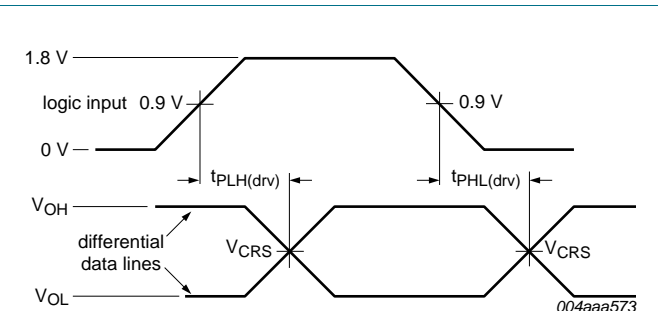 1.8 V
logic input 0.9 V
0.9 V
0 V
tPLH(drv)
tPHL(drv)
VOH
differential
data lines
VCRS
VCRS
VOL
004aaa573